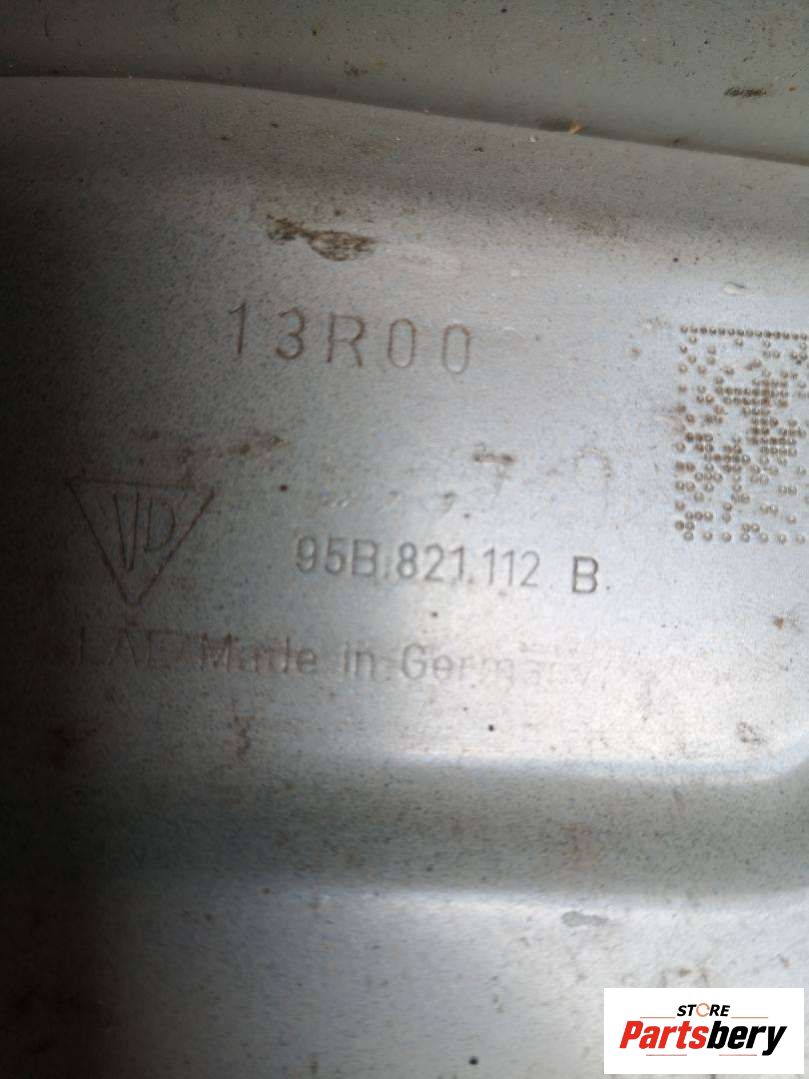 13R00
95B.821.112 B
Made in Germany
STORE
Partsbery